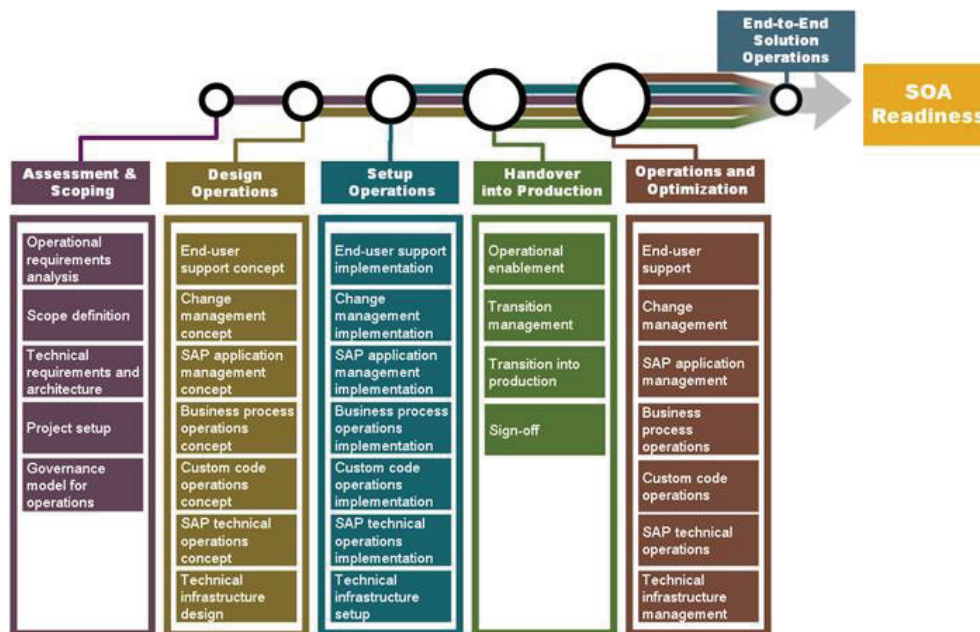 End-to-End
Solution
Operations
SOA
Readiness
Assessment &
Scoping
Design
Operations
Setup
Operations
Handover
into Production
Operations and
Optimization
Operational
requirements
analysis
Scope definition
Technical
requirements and
architecture
Project setup
Governance
model for
operations
End-user
support concept
Change
management
concept
SAP application
management
concept
Business process
operations
concept
Custom code
operations
concept
SAP technical
operations
concept
Technical
infrastructure
design
End-user support
implementation
Change
management
implementation
SAP application
management
implementation
Business process
operations
implementation
Custom code
operations
implementation
SAP technical
operations
implementation
Technical
infrastructure
setup
Operational
enablement
Transition
management
Transition into
production
Sign-off
End-user
support
Change
management
SAP application
management
Business
process
operations
Custom code
operations
SAP technical
operations
Technical
infrastructure
management